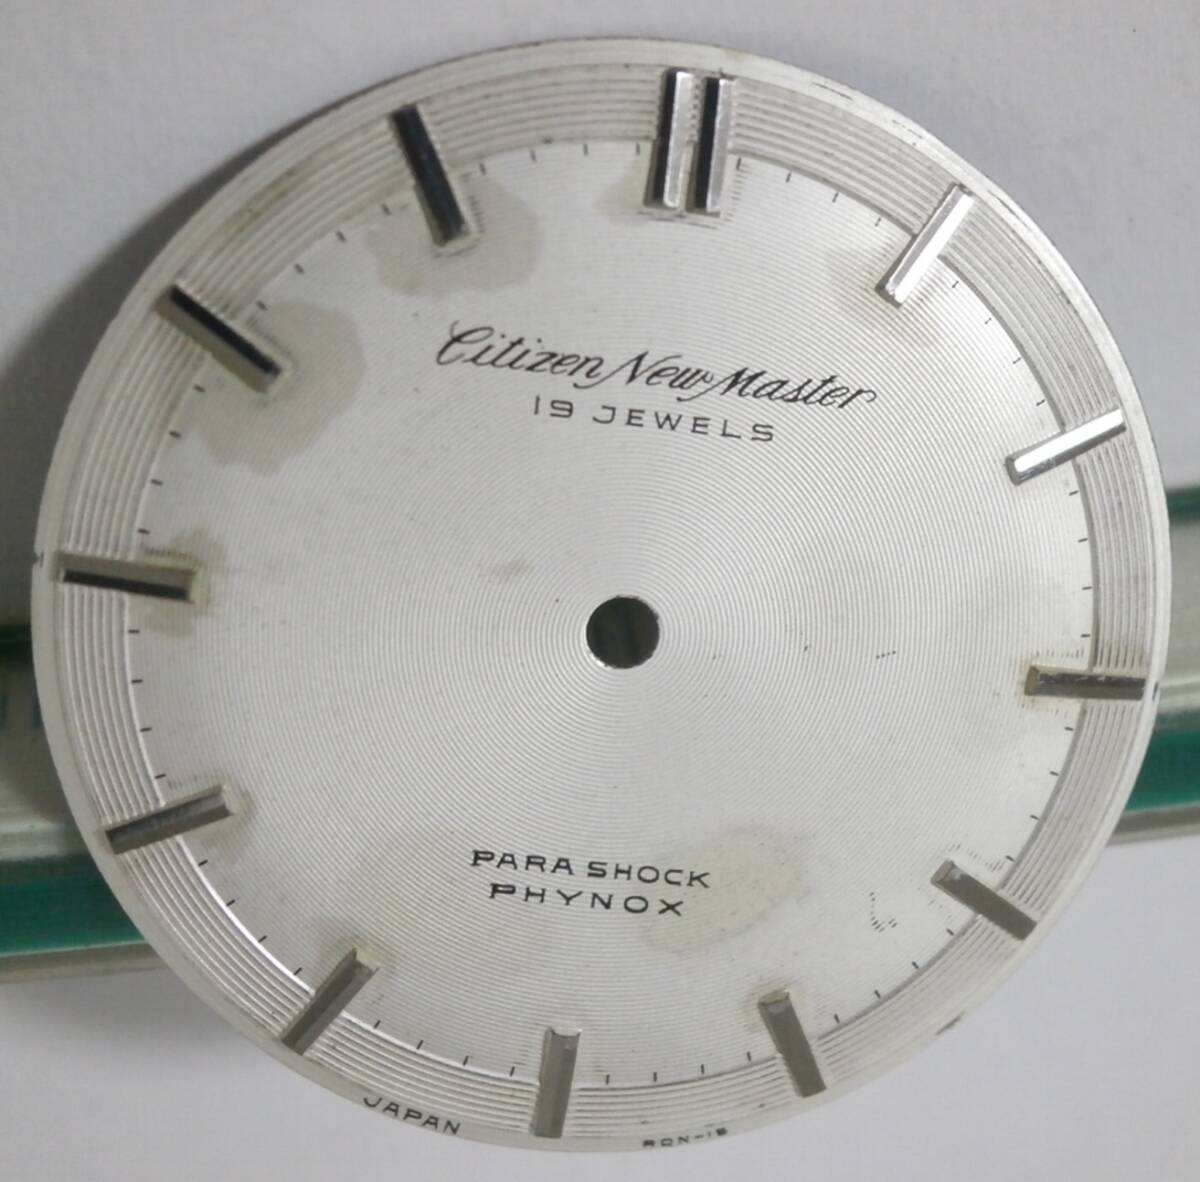 Citizen New Master
19 JEWELS
PARA SHOCK
PHYNOX
JAPAN